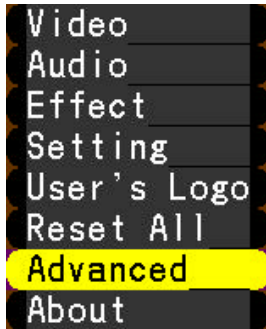 Video
Audio
Effect
Setting
User's Logo
Reset All
Advanced
About